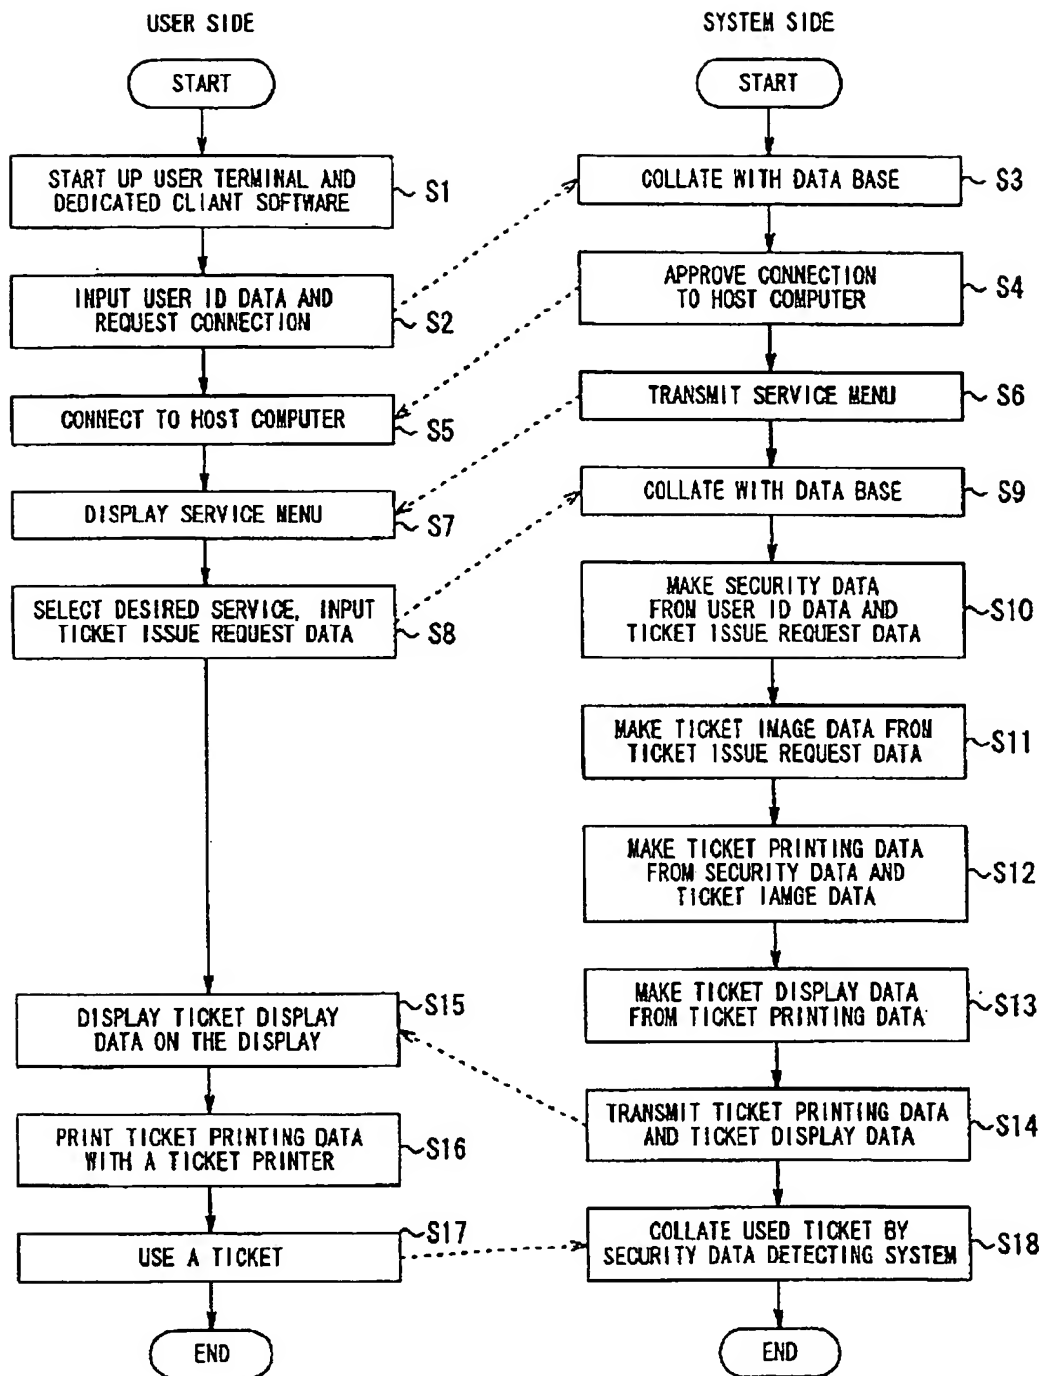 USER SIDE
START
START UP USER TERMINAL AND
DEDICATED CLIENT SOFTWARE
S1
INPUT USER ID DATA AND
REQUEST CONNECTION
S2
CONNECT TO HOST COMPUTER
S5
DISPLAY SERVICE MENU
S7
SELECT DESIRED SERVICE, INPUT
TICKET ISSUE REQUEST DATA
S8
DISPLAY TICKET DISPLAY
DATA ON THE DISPLAY
S15
PRINT TICKET PRINTING DATA
WITH A TICKET PRINTER
S16
USE A TICKET
S17
END
SYSTEM SIDE
START
COLLATE WITH DATA BASE
S3
APPROVE CONNECTION
TO HOST COMPUTER
S4
TRANSMIT SERVICE MENU
S6
COLLATE WITH DATA BASE
S9
MAKE SECURITY DATA
FROM USER ID DATA AND
TICKET ISSUE REQUEST DATA
S10
MAKE TICKET IMAGE DATA FROM
TICKET ISSUE REQUEST DATA
S11
MAKE TICKET PRINTING DATA
FROM SECURITY DATA AND
TICKET IAMGE DATA
S12
MAKE TICKET DISPLAY DATA
FROM TICKET PRINTING DATA
S13
TRANSMIT TICKET PRINTING DATA
AND TICKET DISPLAY DATA
S14
COLLATE USED TICKET BY
SECURITY DATA DETECTING SYSTEM
S18
END